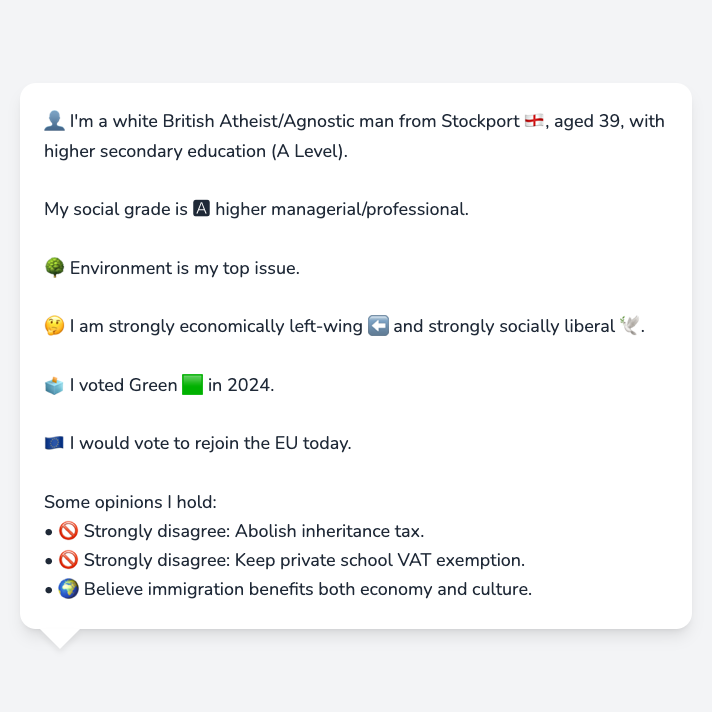 👤 I'm a white British Atheist/Agnostic man from Stockport 🏴󠁧󠁢󠁥󠁮󠁧󠁿, aged 39, with
higher secondary education (A Level).
My social grade is 🅰 higher managerial/professional.
🌳 Environment is my top issue.
🤔 I am strongly economically left-wing ⬅️ and strongly socially liberal 🕊️.
🗳️ I voted Green 🟩 in 2024.
🇪🇺 I would vote to rejoin the EU today.
Some opinions I hold:
• 🚫 Strongly disagree: Abolish inheritance tax.
• 🚫 Strongly disagree: Keep private school VAT exemption.
• 🌍 Believe immigration benefits both economy and culture.